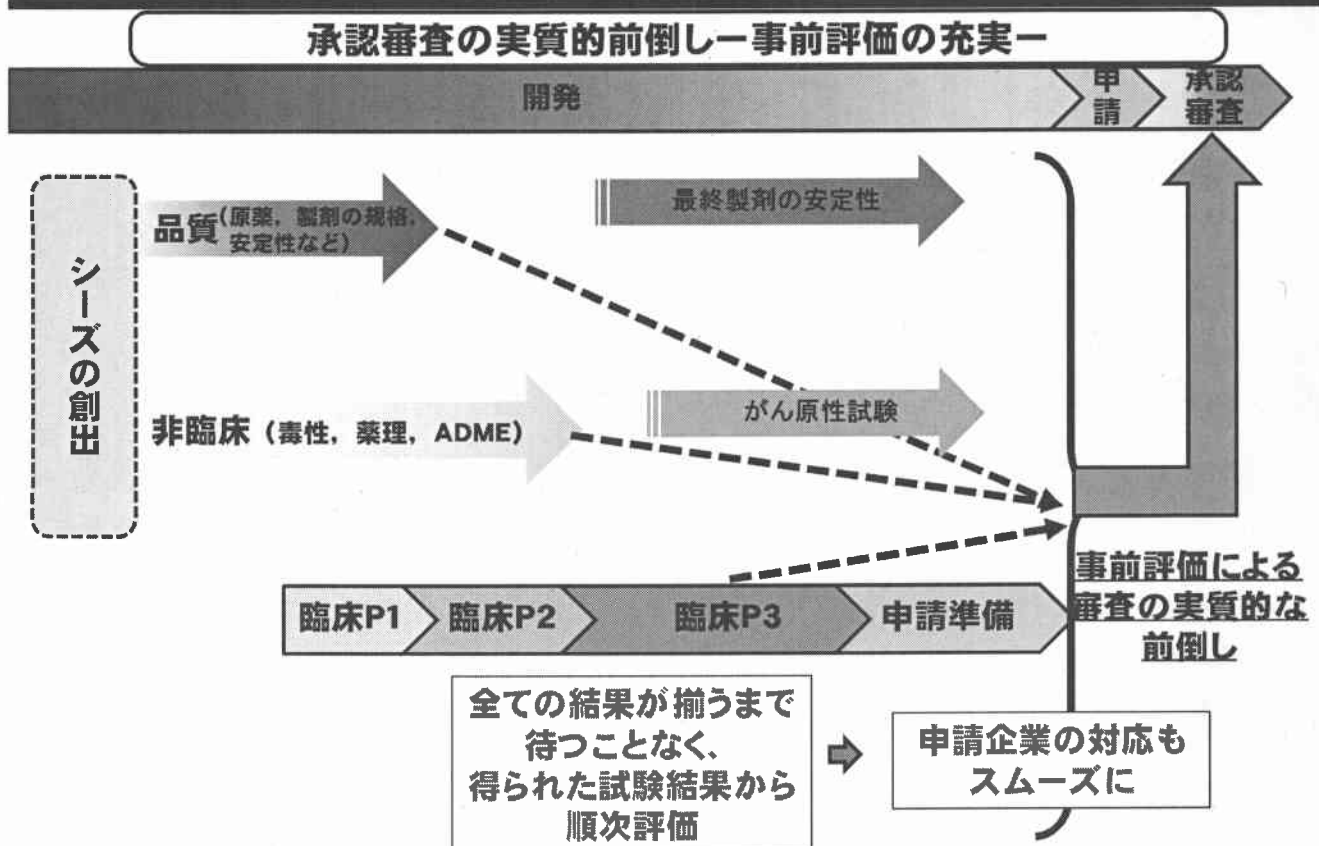 承認審査の実質的前倒しー事前評価の充実ー
開発
申
請
承認
審査
シーズの創出
品質(原薬，製剤の規格，
安定性など)
最終製剤の安定性
非臨床（毒性，薬理，ADME）
がん原性試験
臨床P1
臨床P2
臨床P3
申請準備
事前評価による
審査の実質的な
前倒し
全ての結果が揃うまで
待つことなく、
得られた試験結果から
順次評価
申請企業の対応も
スムーズに